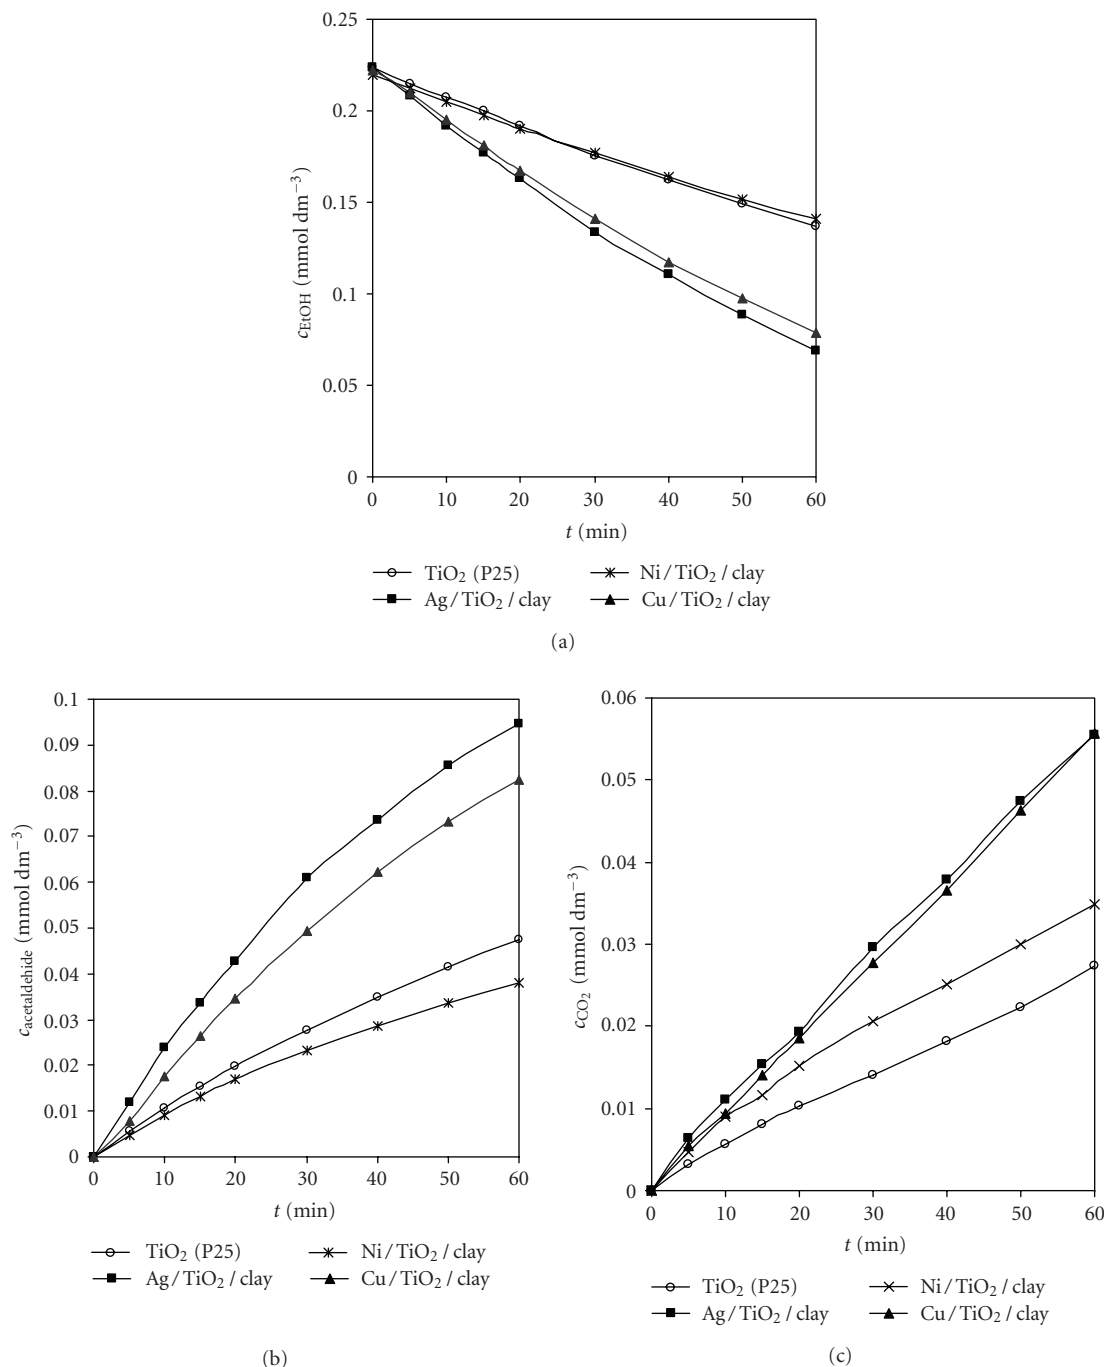 0.25
0.2
0.15
0.1
0.05
0
c_EtOH (mmol dm⁻³)
0 10 20 30 40 50 60
t (min)
TiO₂ (P25) Ni/TiO₂/clay
Ag/TiO₂/clay Cu/TiO₂/clay
(a)
0.1
0.09
0.08
0.07
0.06
0.05
0.04
0.03
0.02
0.01
0
c_acetaldehide (mmol dm⁻³)
0 10 20 30 40 50 60
t (min)
TiO₂ (P25) Ni/TiO₂/clay
Ag/TiO₂/clay Cu/TiO₂/clay
(b)
0.06
0.05
0.04
0.03
0.02
0.01
0
c_CO₂ (mmol dm⁻³)
0 10 20 30 40 50 60
t (min)
TiO₂ (P25) Ni/TiO₂/clay
Ag/TiO₂/clay Cu/TiO₂/clay
(c)